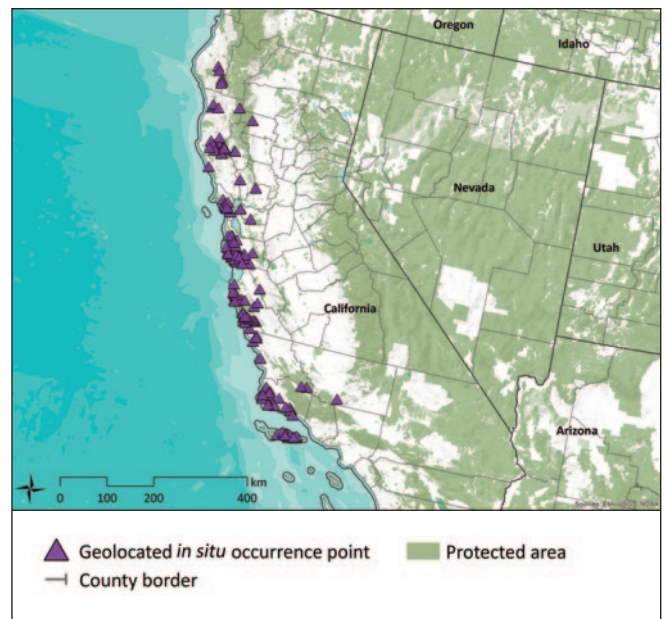 Oregon
Idaho
Nevada
Utah
California
Arizona
km
0 100 200 400
Geolocated in situ occurrence point
Protected area
County border